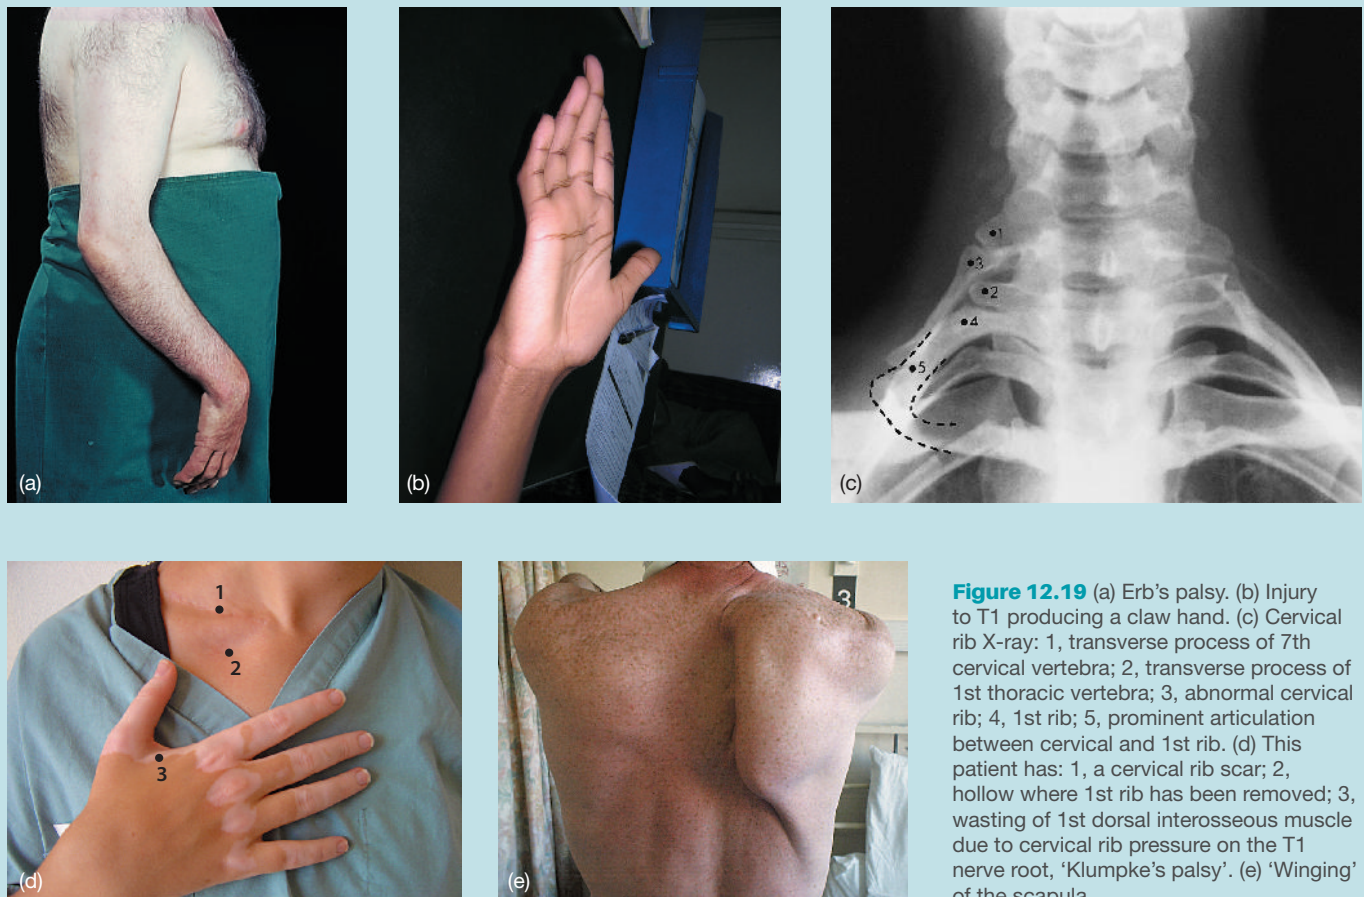 (a)
(b)
1
3
2
4
5
(c)
1
2
3
(d)
3
(e)
Figure 12.19 (a) Erb's palsy. (b) Injury
to T1 producing a claw hand. (c) Cervical
rib X-ray: 1, transverse process of 7th
cervical vertebra; 2, transverse process of
1st thoracic vertebra; 3, abnormal cervical
rib; 4, 1st rib; 5, prominent articulation
between cervical and 1st rib. (d) This
patient has: 1, a cervical rib scar; 2,
hollow where 1st rib has been removed; 3,
wasting of 1st dorsal interosseous muscle
due to cervical rib pressure on the T1
nerve root, ‘Klumpke's palsy’. (e) ‘Winging’
of the scapula